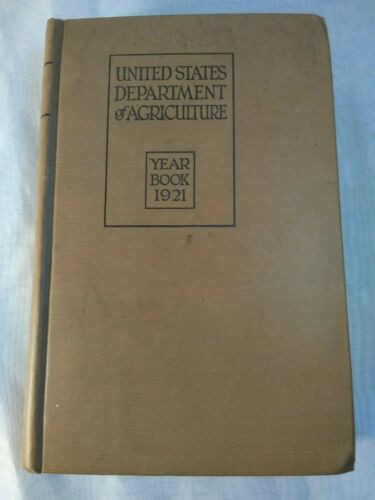 UNITED STATES
DEPARTMENT
of AGRICULTURE
YEAR
BOOK
1921